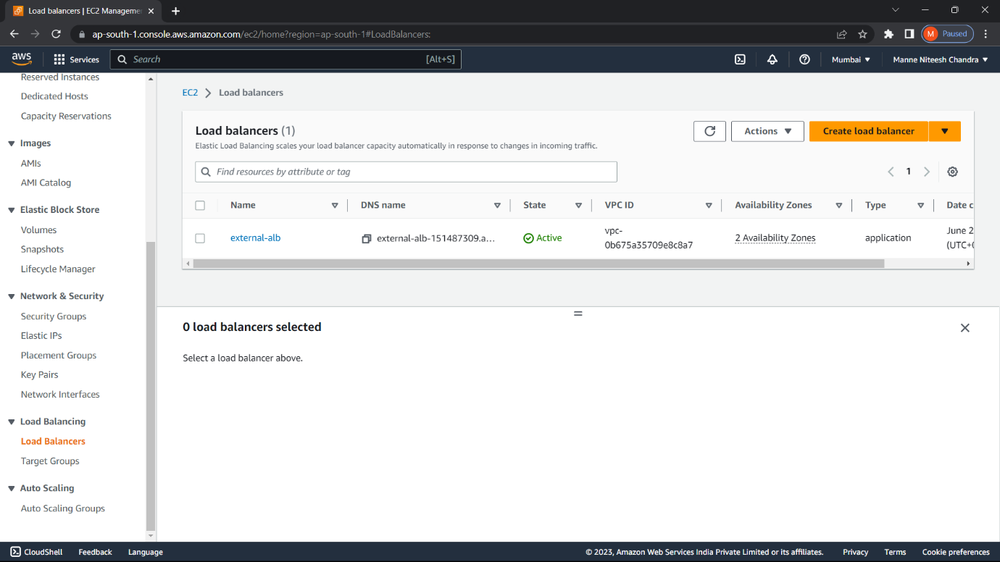 Load balancers | EC2 Manageme
ap-south-1.console.aws.amazon.com/ec2/home?region=ap-south-1#LoadBalancers:
M Paused
aws
Services
Search [Alt+S]
Mumbai
Manne Niteesh Chandra
Reserved Instances
Dedicated Hosts
Capacity Reservations
Images
AMIs
AMI Catalog
Elastic Block Store
Volumes
Snapshots
Lifecycle Manager
Network & Security
Security Groups
Elastic IPs
Placement Groups
Key Pairs
Network Interfaces
Load Balancing
Load Balancers
Target Groups
Auto Scaling
Auto Scaling Groups
EC2 > Load balancers
Load balancers (1)
Elastic Load Balancing scales your load balancer capacity automatically in response to changes in incoming traffic.
Actions
Create load balancer
Find resources by attribute or tag
1
Name DNS name State VPC ID Availability Zones Type Date c
external-alb external-alb-151487309.a... Active vpc-0b675a35709e8c8a7 2 Availability Zones application June 2 (UTC+0
0 load balancers selected
Select a load balancer above.
CloudShell Feedback Language
© 2023, Amazon Web Services India Private Limited or its affiliates. Privacy Terms Cookie preferences